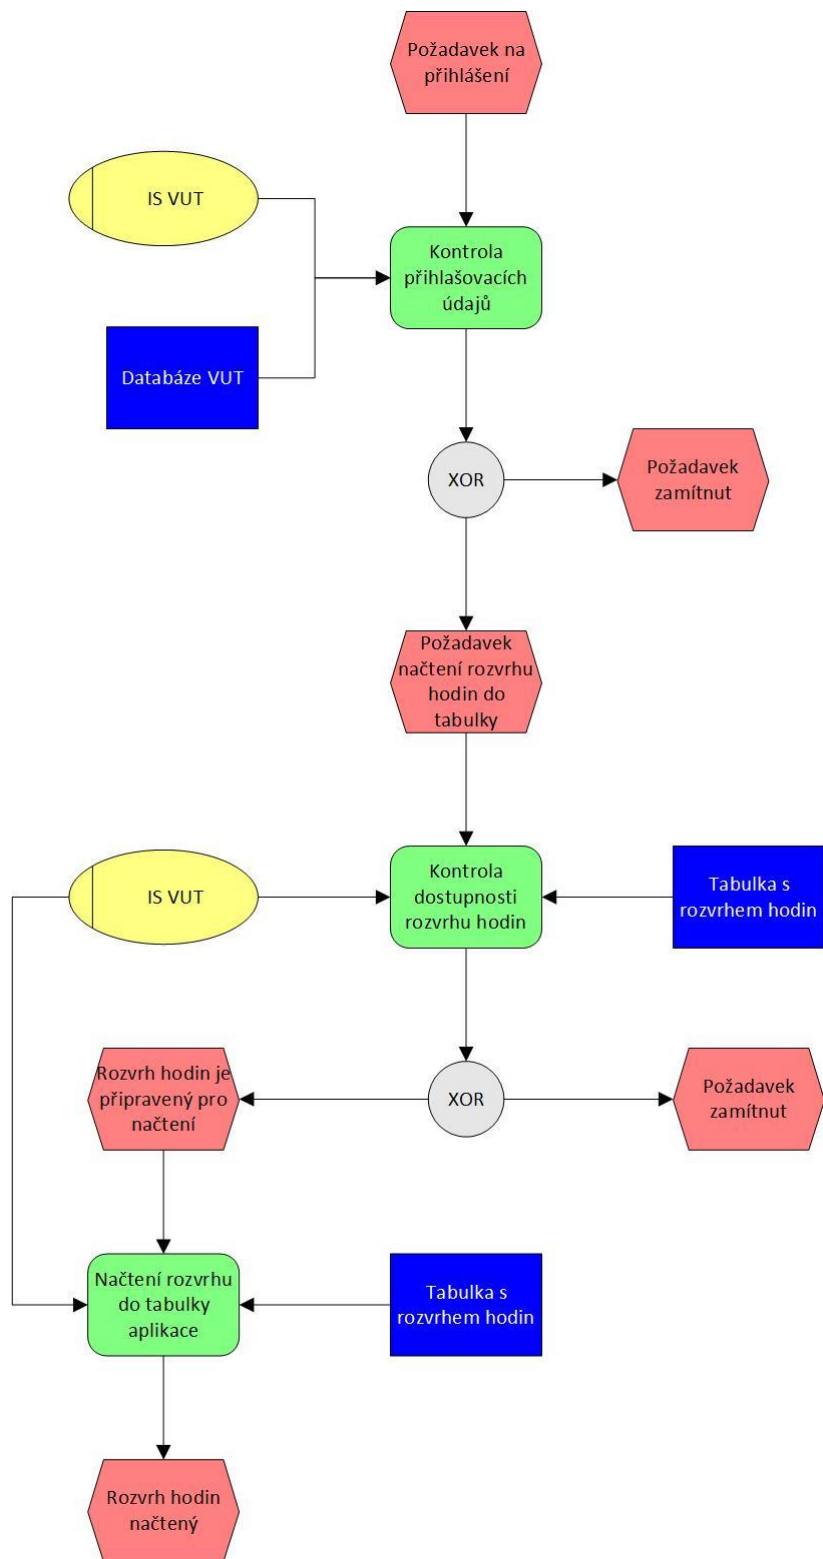 Požadavek na
přihlášení
IS VUT
Kontrola
přihlašovacích
údajů
Databáze VUT
XOR
Požadavek
zamítnut
Požadavek
načtení rozvrhu
hodin do
tabulky
IS VUT
Kontrola
dostupnosti
rozvrhu hodin
Tabulka s
rozvrhem hodin
Rozvrh hodin je
připravený pro
načtení
XOR
Požadavek
zamítnut
Načtení rozvrhu
do tabulky
aplikace
Tabulka s
rozvrhem hodin
Rozvrh hodin
načtený